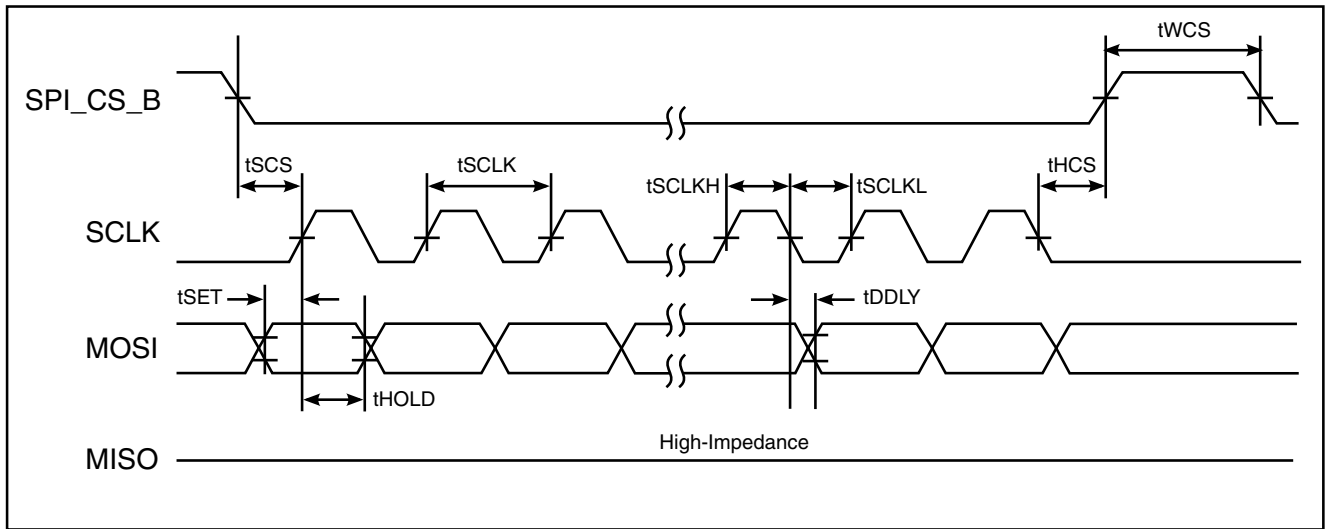 tWCS
SPI_CS_B
tSCS
tSCLK
tSCLKH
tSCLKL
tHCS
SCLK
tSET
tDDLY
MOSI
tHOLD
High-Impedance
MISO